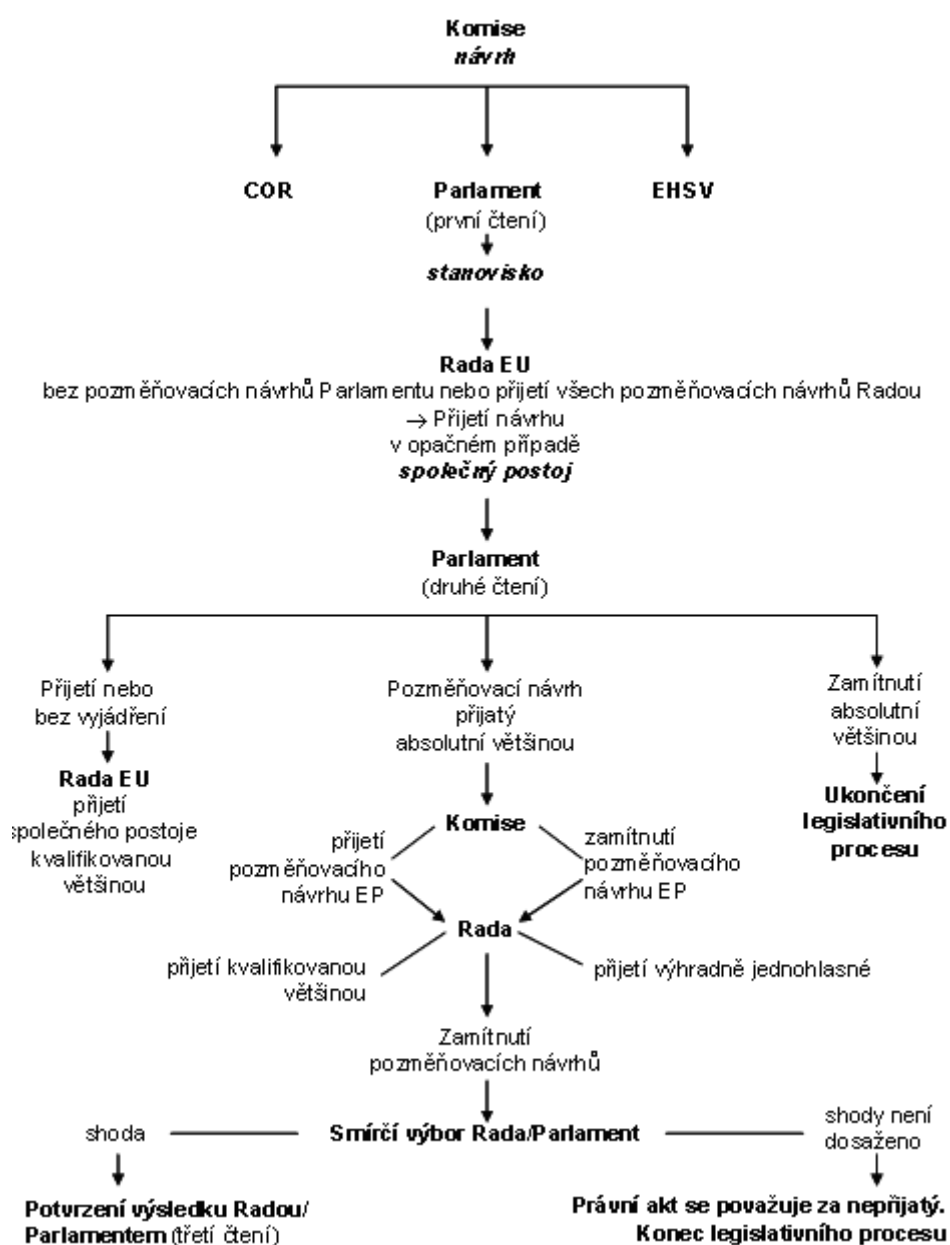 Komise
návrh
COR
Parlament
EHSV
(první čtení)
stanovisko
Rada EU
bez pozměňovacích návrhů Parlamentu nebo přijetí všech pozměňovacích návrhů Radou
→ Přijetí návrhu
v opačném případě
společný postoj
Parlament
(druhé čtení)
Přijetí nebo
bez vyjádření
Rada EU
přijetí
společného postoje
kvalifikovanou
většinou
Pozměňovací návrh
přijatý
absolutní většinou
Zamítnutí
absolutní
většinou
Ukončení
legislativního
procesu
Komise
přijetí
pozměňovacího
návrhu EP
zamítnutí
pozměňovacího
návrhu EP
Rada
přijetí kvalifikovanou
většinou
přijetí výhradně jednohlasné
Zamítnutí
pozměňovacích návrhů
shoda
Smírčí výbor Rada/Parlament
shody není
dosaženo
Potvrzení výsledku Radou/
Parlamentem (třetí čtení)
Právní akt se považuje za nepřijatý.
Konec legislativního procesu